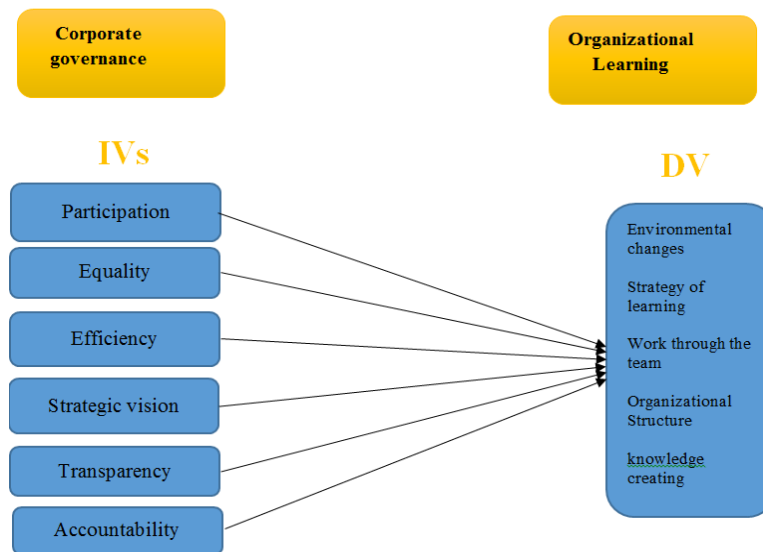 Corporate
governance
Organizational
Learning
IVs
DV
Participation
Equality
Efficiency
Strategic vision
Transparency
Accountability
Environmental
changes
Strategy of
learning
Work through the
team
Organizational
Structure
knowledge
creating